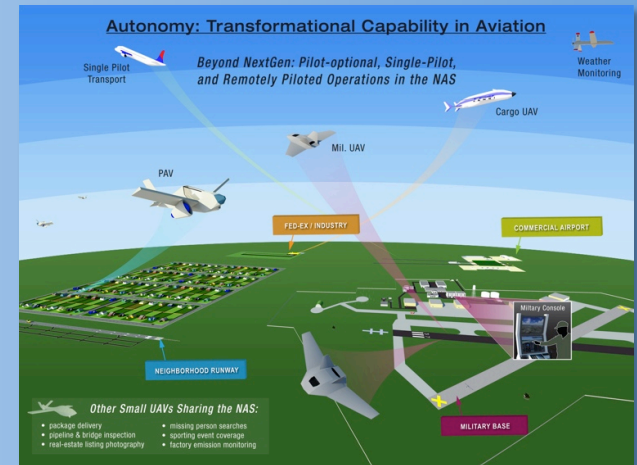 Autonomy: Transformational Capability in Aviation
Beyond NextGen: Pilot-optional, Single-Pilot,
and Remotely Piloted Operations in the NAS
Single Pilot
Transport
Weather
Monitoring
Cargo UAV
Mil. UAV
PAV
FED-EX / INDUSTRY
COMMERCIAL AIRPORT
Military Console
NEIGHBORHOOD RUNWAY
MILITARY BASE
Other Small UAVs Sharing the NAS:
• package delivery
• pipeline & bridge inspection
• real-estate listing photography
• missing person searches
• sporting event coverage
• factory emission monitoring